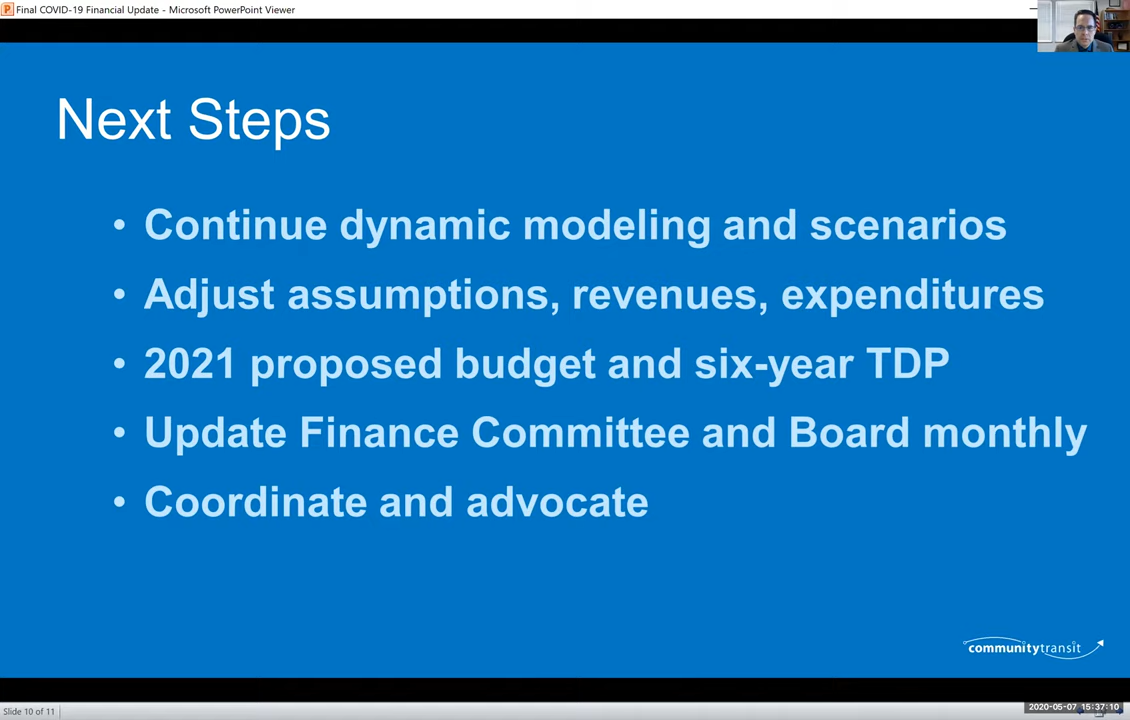 Final COVID-19 Financial Update - Microsoft PowerPoint Viewer
Next Steps
• Continue dynamic modeling and scenarios
• Adjust assumptions, revenues, expenditures
• 2021 proposed budget and six-year TDP
• Update Finance Committee and Board monthly
• Coordinate and advocate
communitytransit
Slide 10 of 11
2020-05-07 15:37:10